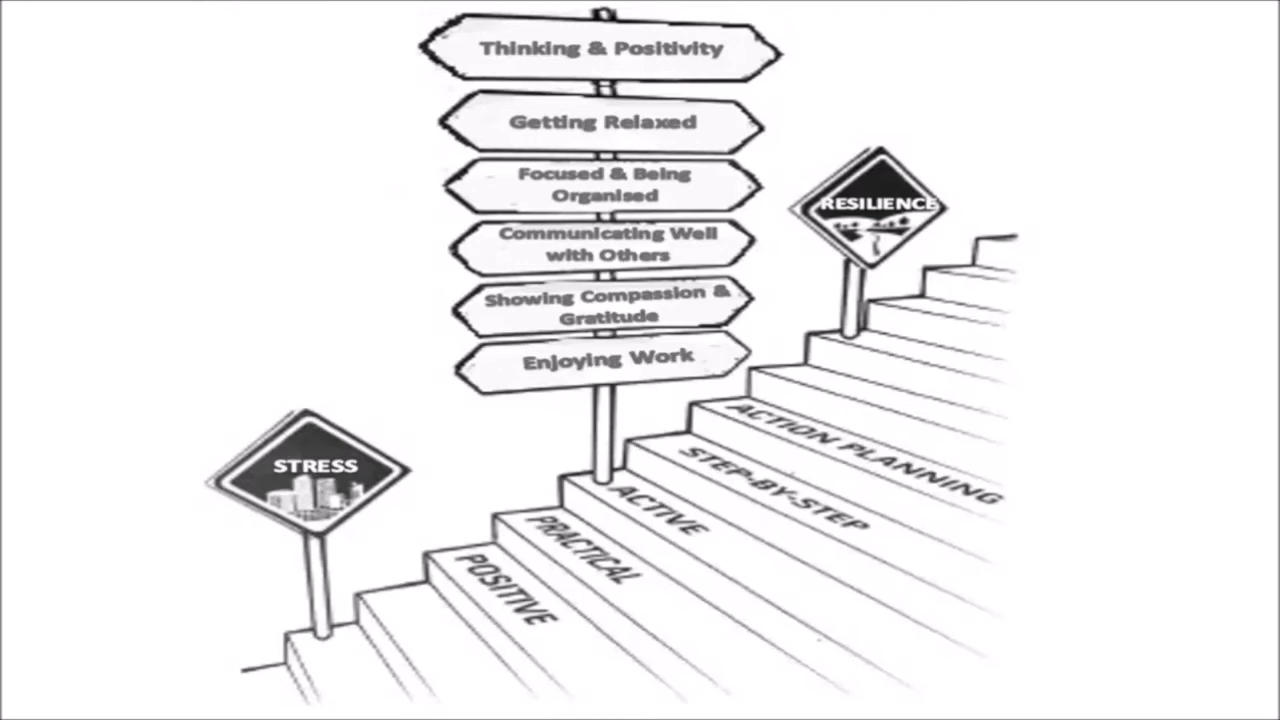 Thinking & Positivity
Getting Relaxed
Focused & Being
Organised
Communicating Well
with Others
Showing Compassion &
Gratitude
Enjoying Work
RESILIENCE
STRESS
ACTION PLANNING
STEP-BY-STEP
ACTIVE
PRACTICAL
POSITIVE